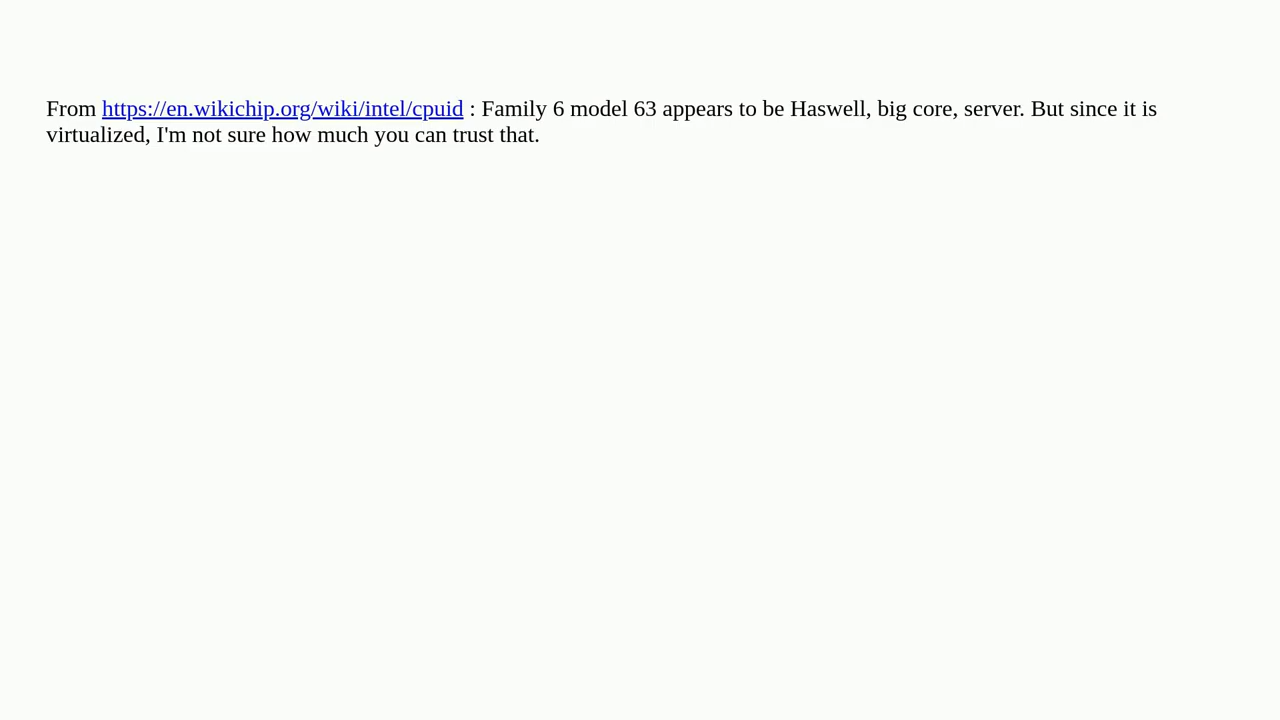 From https://en.wikichip.org/wiki/intel/cpuid : Family 6 model 63 appears to be Haswell, big core, server. But since it is
virtualized, I'm not sure how much you can trust that.